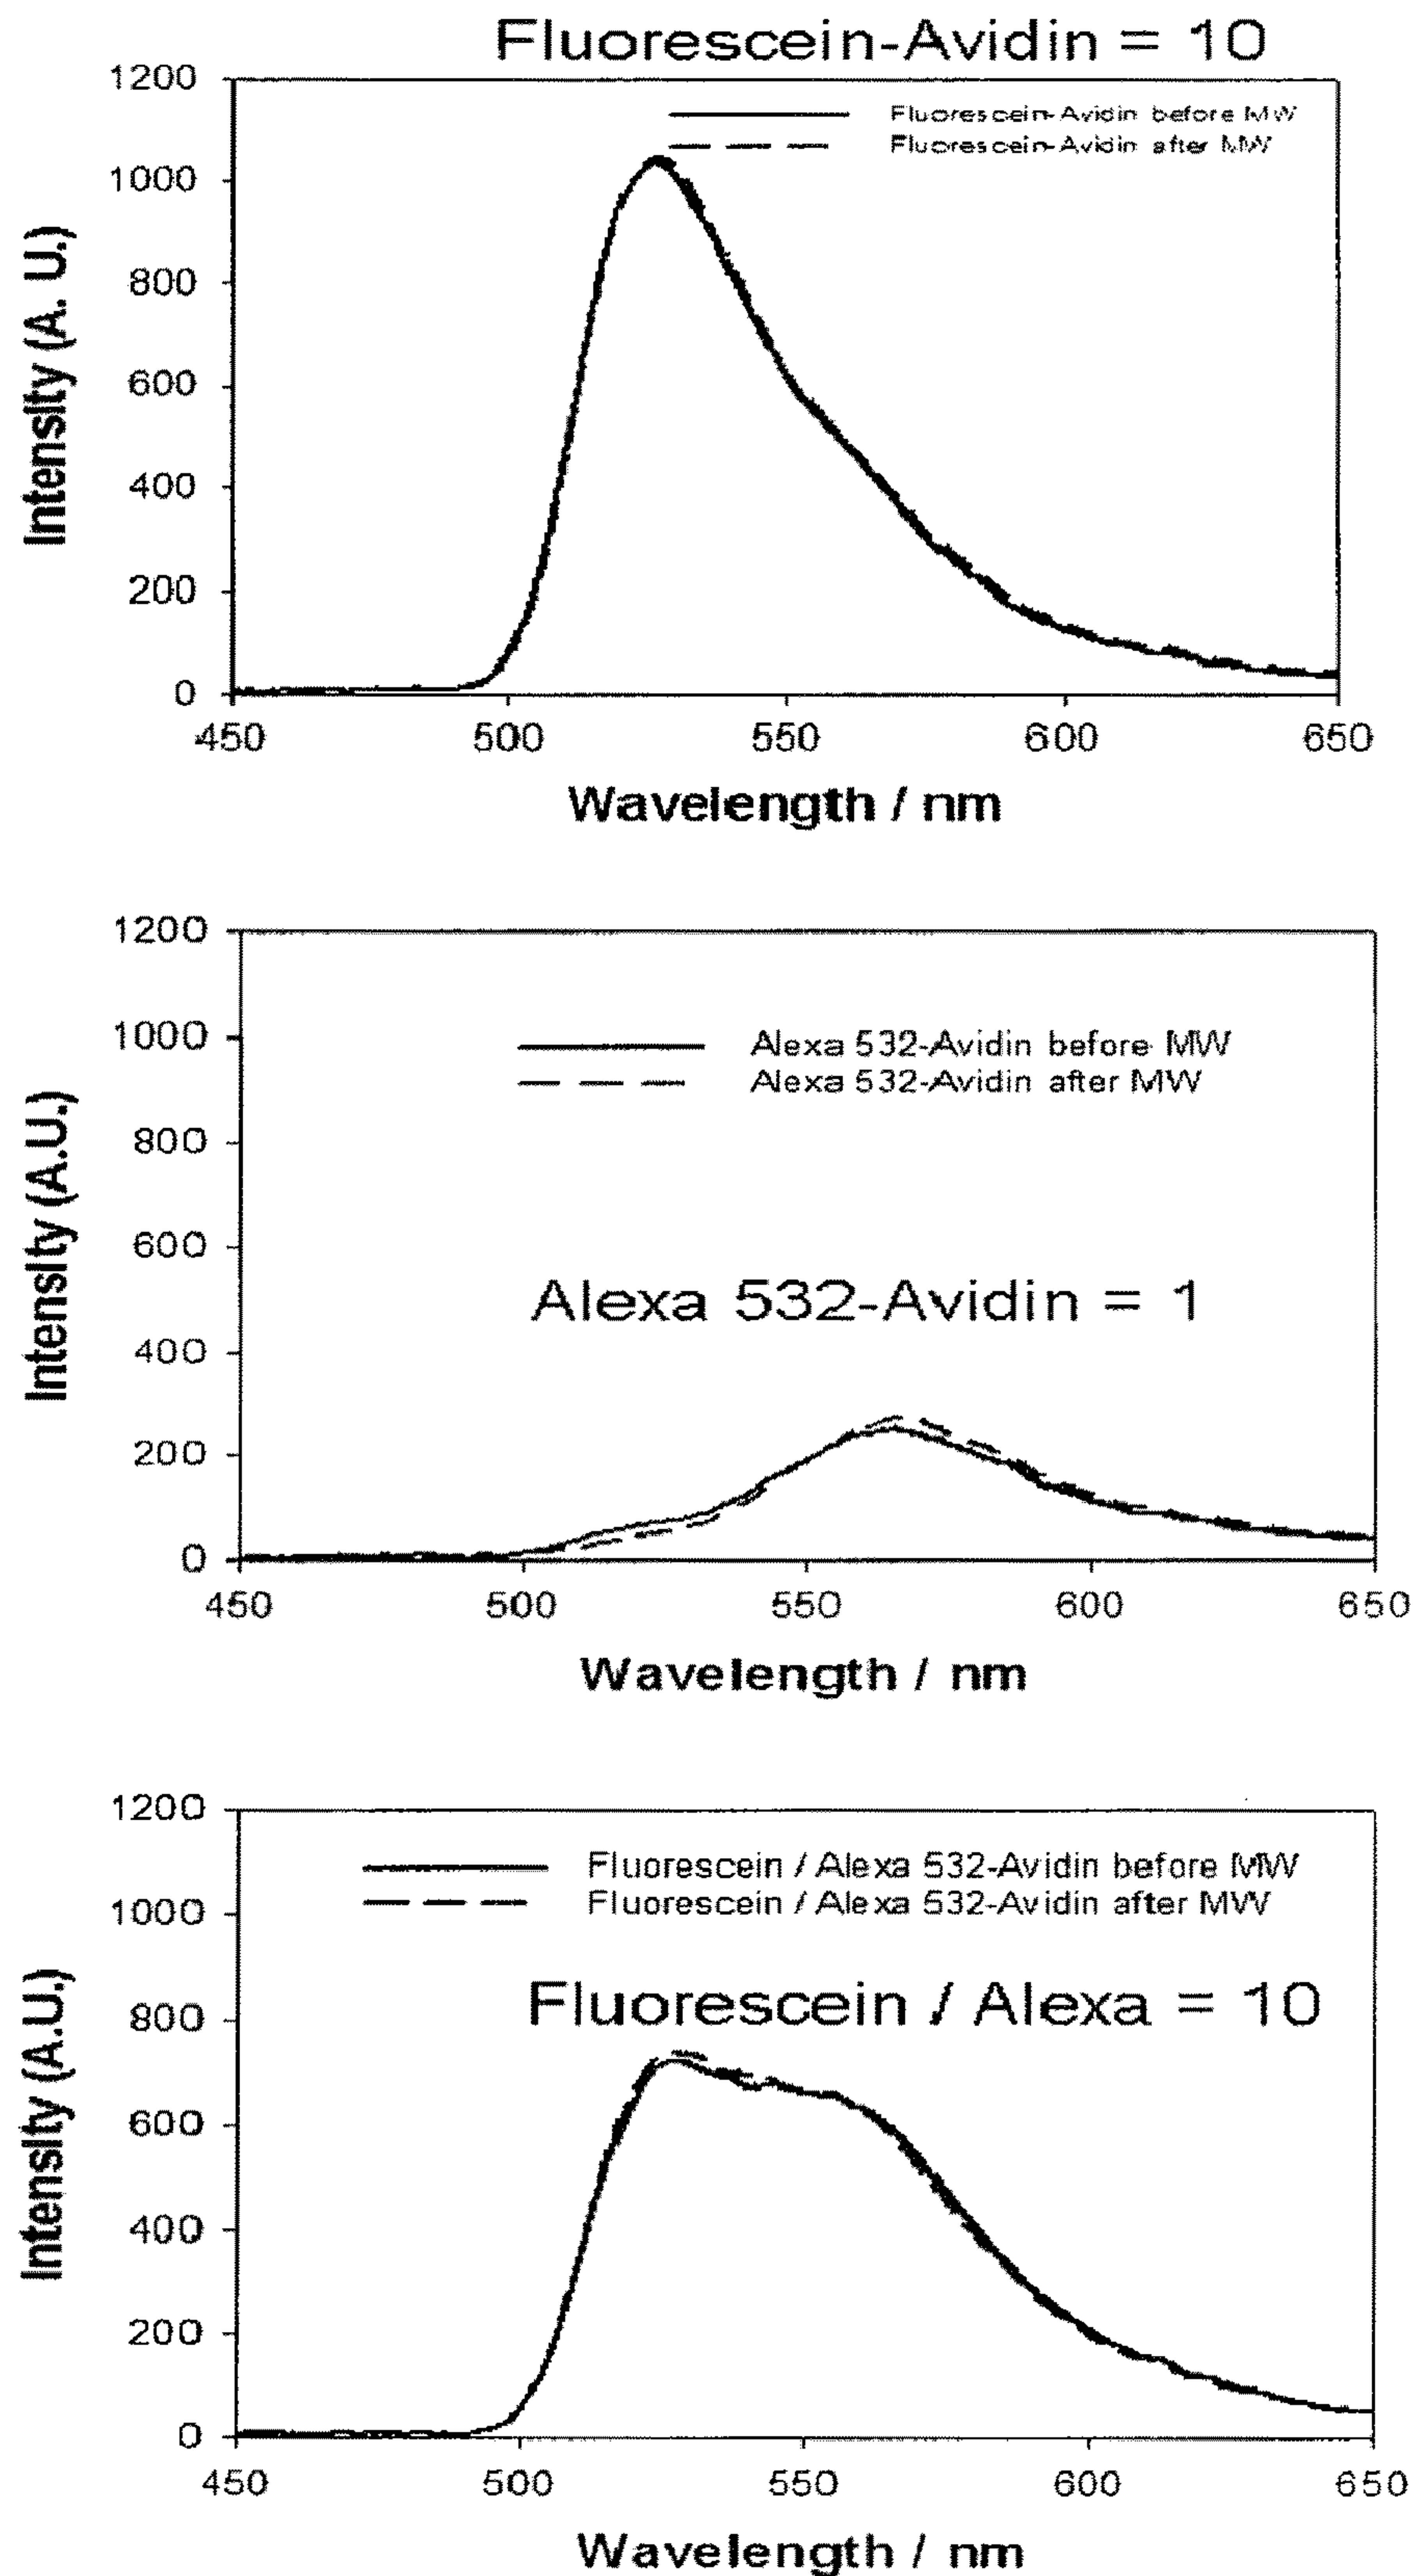 Fluorescein-Avidin = 10
1200
Fluorescein-Avidin before MW
Fluorescein-Avidin after MW
1000
800
600
400
200
0
Intensity (A. U.)
450 500 550 600 650
Wavelength / nm
1200
1000
Alexa 532-Avidin before MW
Alexa 532-Avidin after MW
800
600
Alexa 532-Avidin = 1
400
200
0
Intensity (A.U.)
450 500 550 600 650
Wavelength / nm
1200
Fluorescein / Alexa 532-Avidin before MW
Fluorescein / Alexa 532-Avidin after MW
1000
Fluorescein / Alexa = 10
800
600
400
200
0
Intensity (A.U.)
450 500 550 600 650
Wavelength / nm